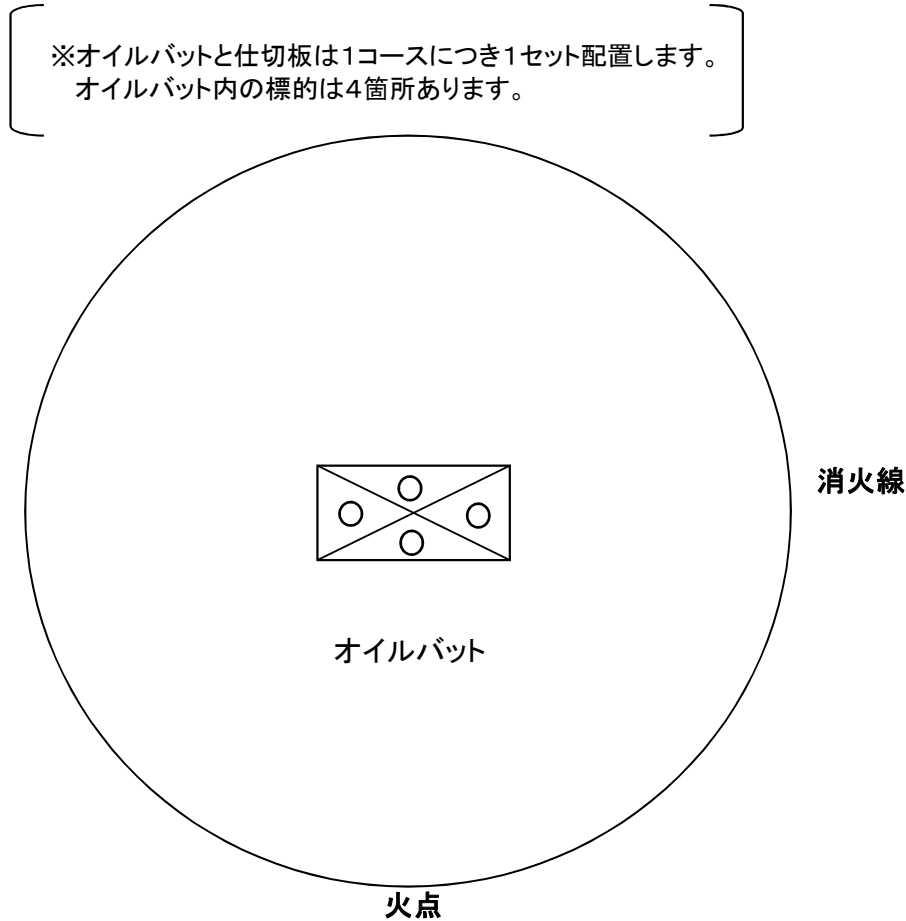 ※オイルバットと仕切板は1コースにつき1セット配置します。
オイルバット内の標的は4箇所あります。
消火線
オイルバット
火点